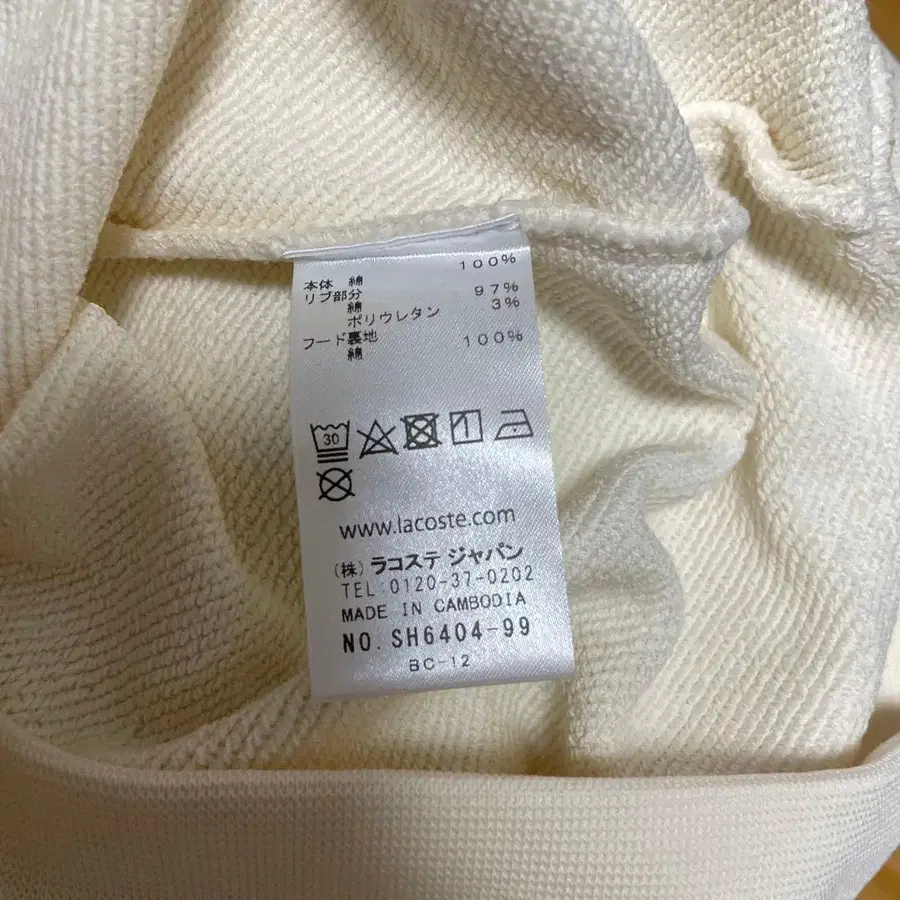 本体 綿 100%
リブ部分
綿 97%
ポリウレタン 3%
フード裏地
綿 100%
30
www.lacoste.com
(株) ラコステ ジャパン
TEL:0120-37-0202
MADE IN CAMBODIA
NO.SH6404-99
BC-12